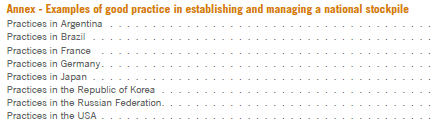 Annex - Examples of good practice in establishing and managing a national stockpile
Practices in Argentina . . . . . . . . . . . . . . . . . . . . . . . . . . . . . .
Practices in Brazil . . . . . . . . . . . . . . . . . . . . . . . . . . . . . . . .
Practices in France . . . . . . . . . . . . . . . . . . . . . . . . . . . . . . . .
Practices in Germany. . . . . . . . . . . . . . . . . . . . . . . . . . . . . . .
Practices in Japan . . . . . . . . . . . . . . . . . . . . . . . . . . . . . . . .
Practices in the Republic of Korea . . . . . . . . . . . . . . . . . . . . . . . .
Practices in the Russian Federation. . . . . . . . . . . . . . . . . . . . . . . .
Practices in the USA . . . . . . . . . . . . . . . . . . . . . . . . . . . . . . .